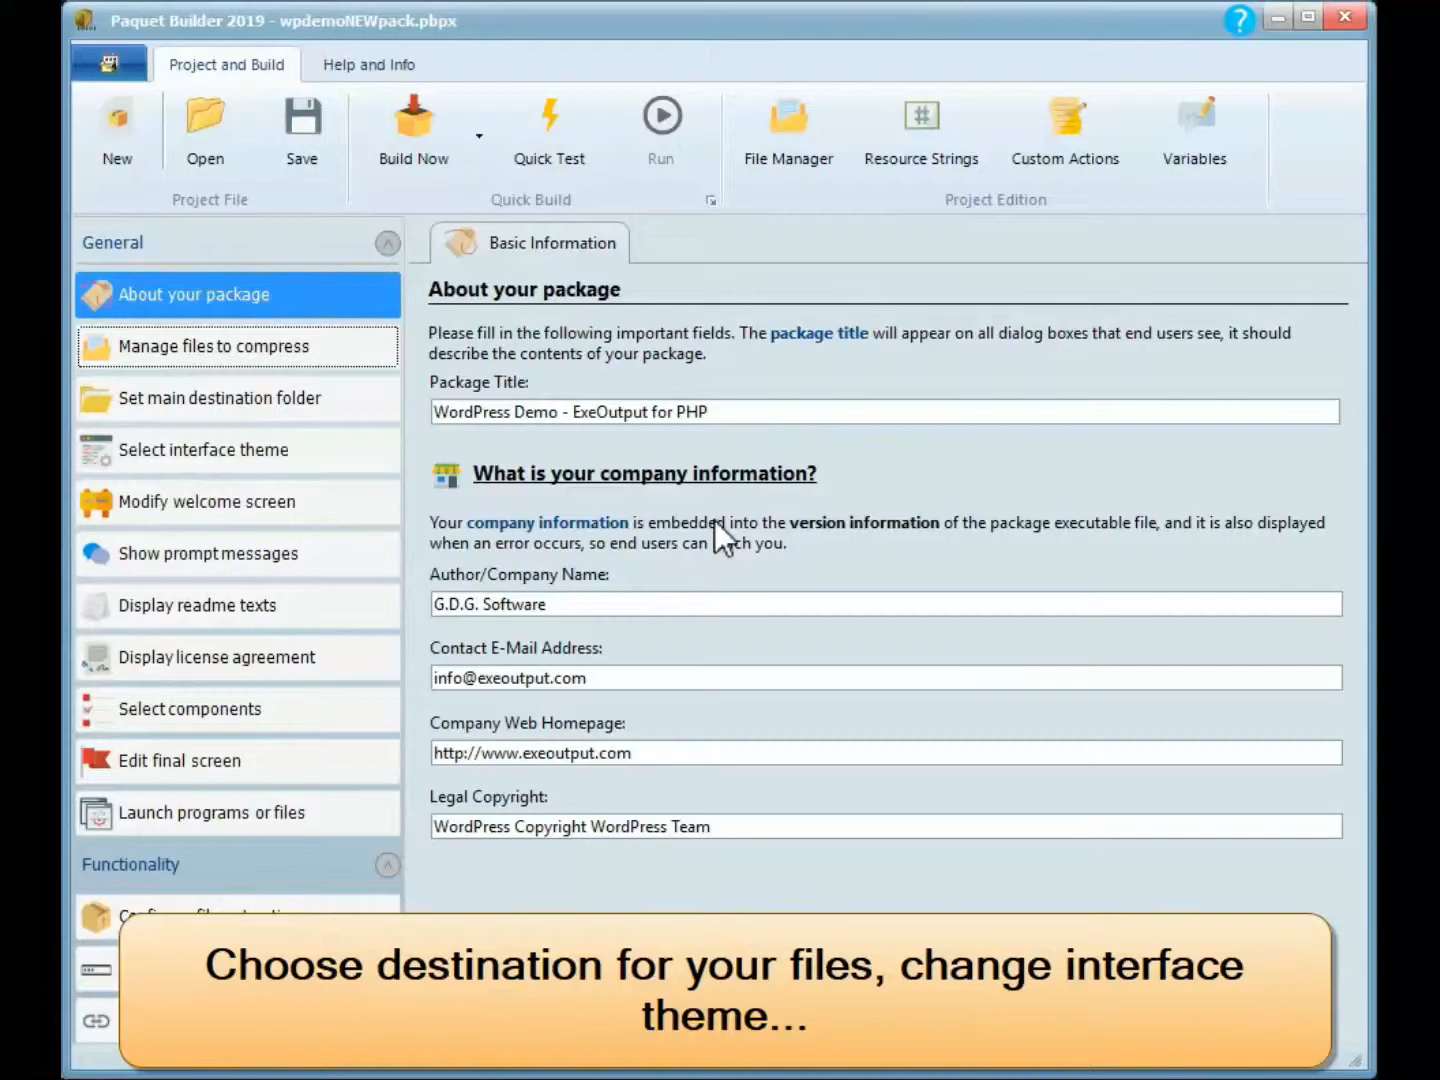 Paquet Builder 2019 - wpdemoNEWpack.pbpx
?
Project and Build
Help and Info
New
Open
Save
Build Now
Quick Test
Run
File Manager
Resource Strings
Custom Actions
Variables
Project File
Quick Build
Project Edition
General
About your package
Manage files to compress
Set main destination folder
Select interface theme
Modify welcome screen
Show prompt messages
Display readme texts
Display license agreement
Select components
Edit final screen
Launch programs or files
Functionality
Basic Information
About your package
Please fill in the following important fields. The package title will appear on all dialog boxes that end users see, it should
describe the contents of your package.
Package Title:
WordPress Demo - ExeOutput for PHP
What is your company information?
Your company information is embedded into the version information of the package executable file, and it is also displayed
when an error occurs, so end users can you.
Author/Company Name:
G.D.G. Software
Contact E-Mail Address:
info@exeoutput.com
Company Web Homepage:
http://www.exeoutput.com
Legal Copyright:
WordPress Copyright WordPress Team
Choose destination for your files, change interface
theme...